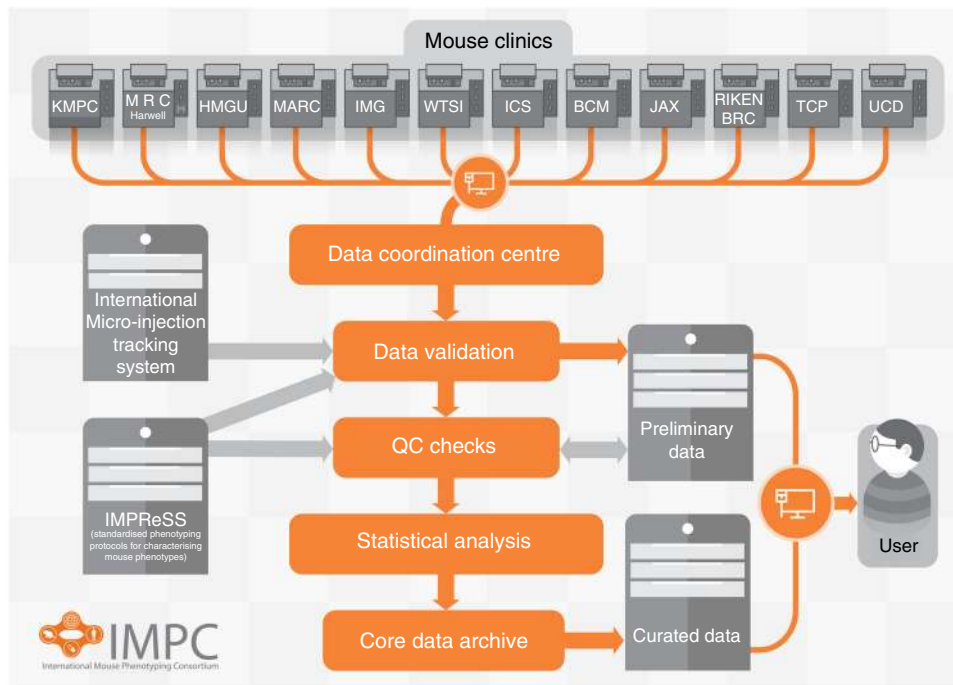 Mouse clinics
KMPC
M R C
Harwell
HMGU
MARC
IMG
WTSI
ICS
BCM
JAX
RIKEN
BRC
TCP
UCD
Data coordination centre
International
Micro-injection
tracking
system
Data validation
Preliminary
data
QC checks
IMPReSS
(standardised phenotyping
protocols for characterising
mouse phenotypes)
User
Statistical analysis
Core data archive
Curated data
IMPC
International Mouse Phenotyping Consortium